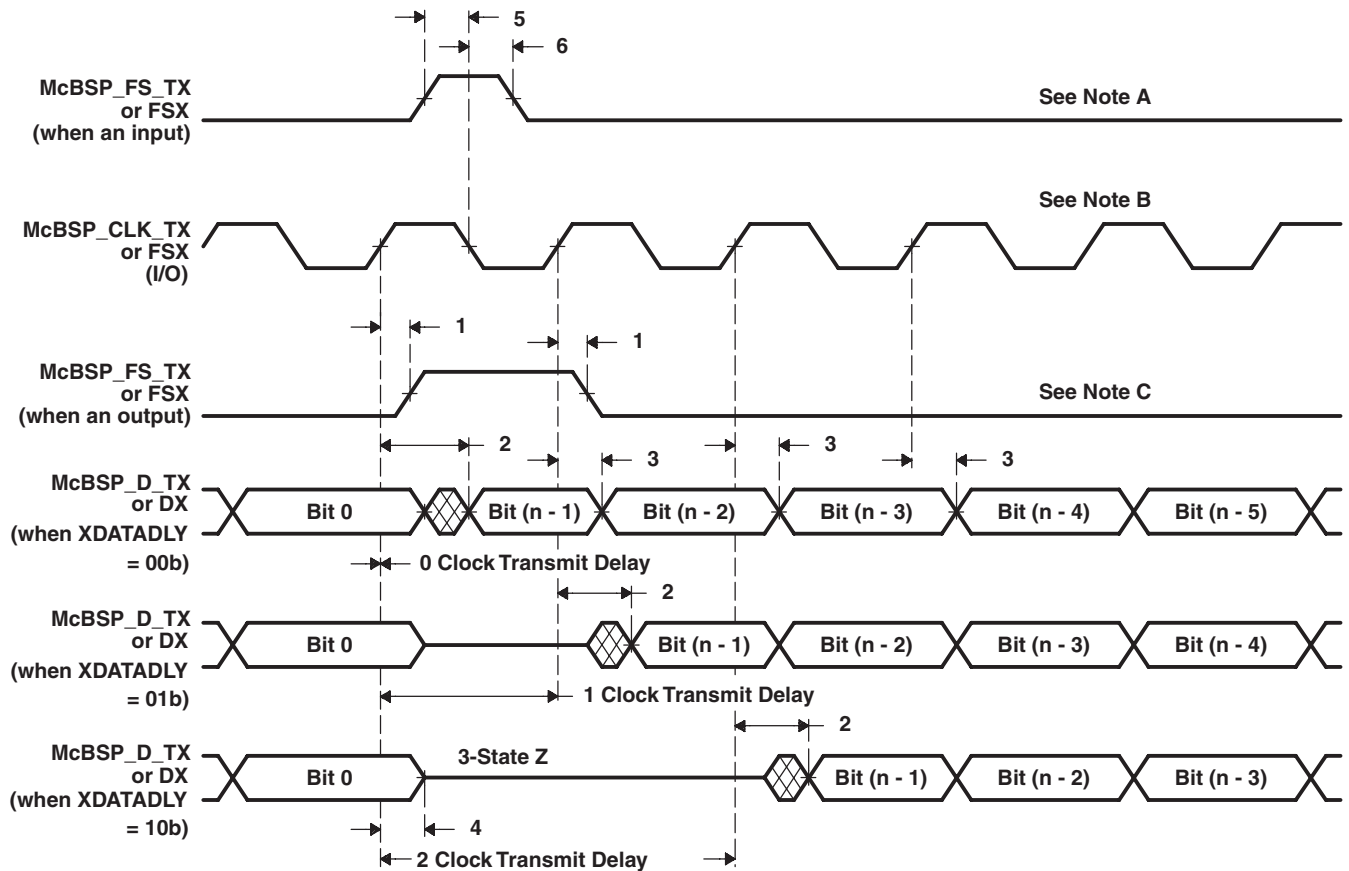 5
6
McBSP_FS_TX
or FSX
(when an input)
See Note A
See Note B
McBSP_CLK_TX
or FSX
(I/O)
1
1
McBSP_FS_TX
or FSX
(when an output)
See Note C
2
3
3
3
McBSP_D_TX
or DX
(when XDATADLY
= 00b)
Bit 0
Bit (n - 1)
Bit (n - 2)
Bit (n - 3)
Bit (n - 4)
Bit (n - 5)
0 Clock Transmit Delay
2
McBSP_D_TX
or DX
(when XDATADLY
= 01b)
Bit 0
Bit (n - 1)
Bit (n - 2)
Bit (n - 3)
Bit (n - 4)
1 Clock Transmit Delay
2
McBSP_D_TX
or DX
(when XDATADLY
= 10b)
Bit 0
3-State Z
Bit (n - 1)
Bit (n - 2)
Bit (n - 3)
4
2 Clock Transmit Delay